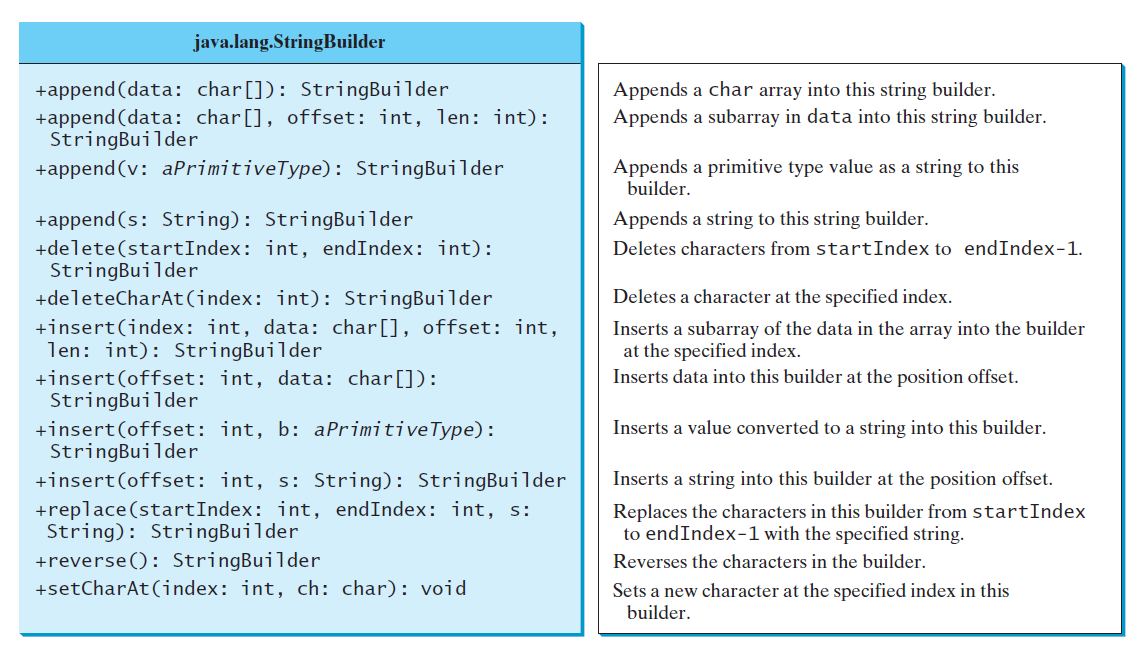 java.lang.StringBuilder
+append(data: char[]): StringBuilder
Appends a char array into this string builder.
+append(data: char[], offset: int, len: int):
StringBuilder
Appends a subarray in data into this string builder.
+append(v: aPrimitiveType): StringBuilder
Appends a primitive type value as a string to this
builder.
+append(s: String): StringBuilder
Appends a string to this string builder.
+delete(startIndex: int, endIndex: int):
StringBuilder
Deletes characters from startIndex to endIndex-1.
+deleteCharAt(index: int): StringBuilder
Deletes a character at the specified index.
+insert(index: int, data: char[], offset: int,
len: int): StringBuilder
Inserts a subarray of the data in the array into the builder
at the specified index.
+insert(offset: int, data: char[]):
StringBuilder
Inserts data into this builder at the position offset.
+insert(offset: int, b: aPrimitiveType):
StringBuilder
Inserts a value converted to a string into this builder.
+insert(offset: int, s: String): StringBuilder
Inserts a string into this builder at the position offset.
+replace(startIndex: int, endIndex: int, s:
String): StringBuilder
Replaces the characters in this builder from startIndex
to endIndex-1 with the specified string.
+reverse(): StringBuilder
Reverses the characters in the builder.
+setCharAt(index: int, ch: char): void
Sets a new character at the specified index in this
builder.